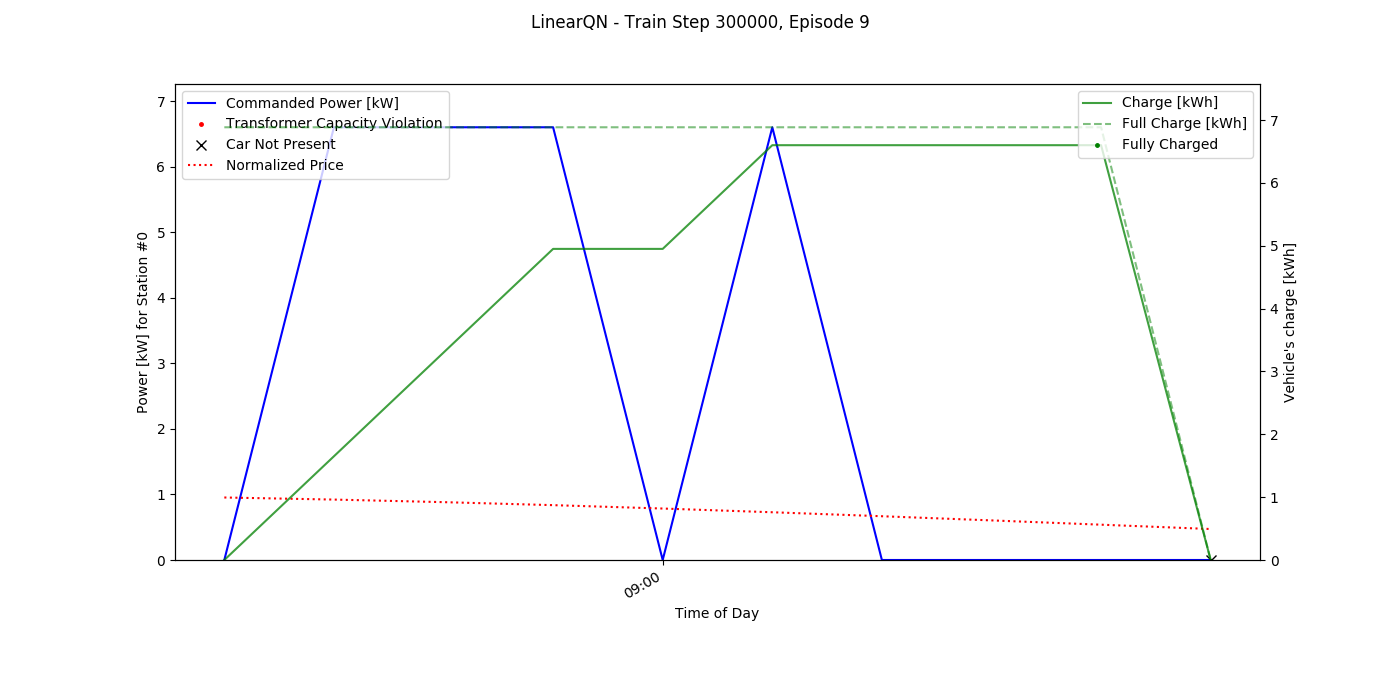 LinearQN - Train Step 300000, Episode 9
Commanded Power [kW]
Transformer Capacity Violation
Car Not Present
Normalized Price
Charge [kWh]
Full Charge [kWh]
Fully Charged
Power [kW] for Station #0
7
6
5
4
3
2
1
0
Vehicle's charge [kWh]
7
6
5
4
3
2
1
0
09:00
Time of Day